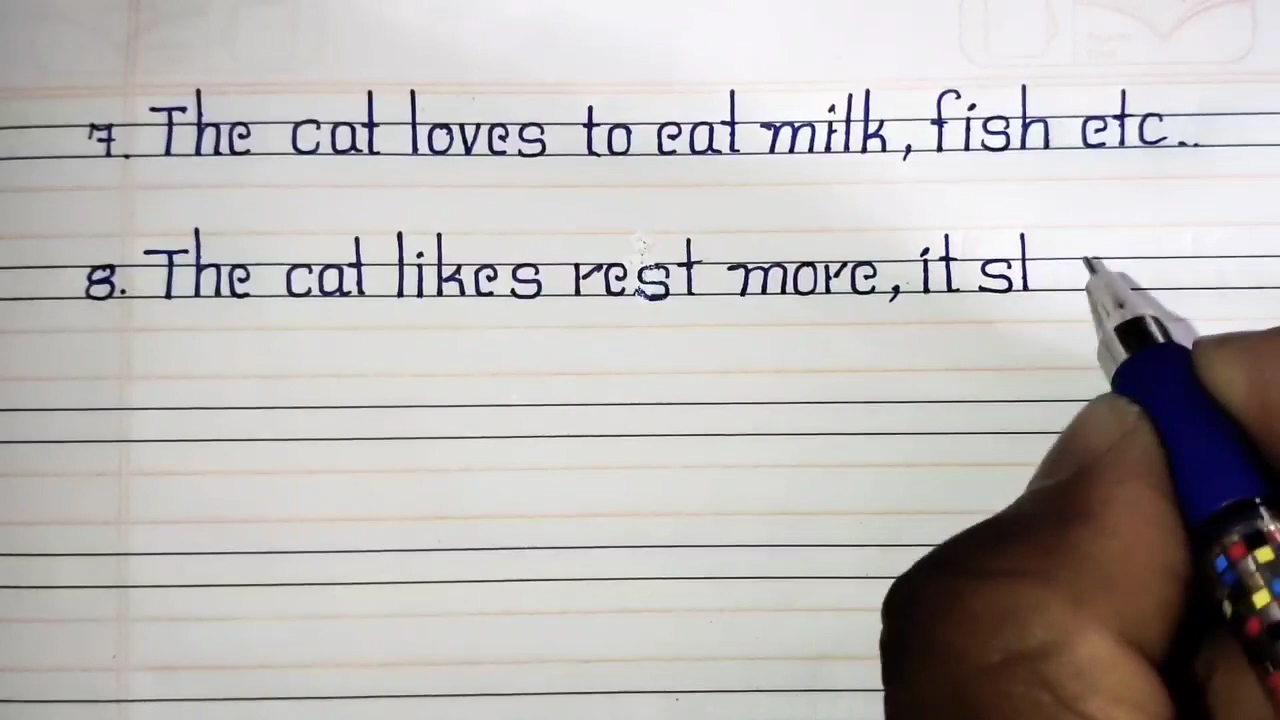 7. The cat loves to eat milk, fish etc..
8. The cat likes rest more, it sl